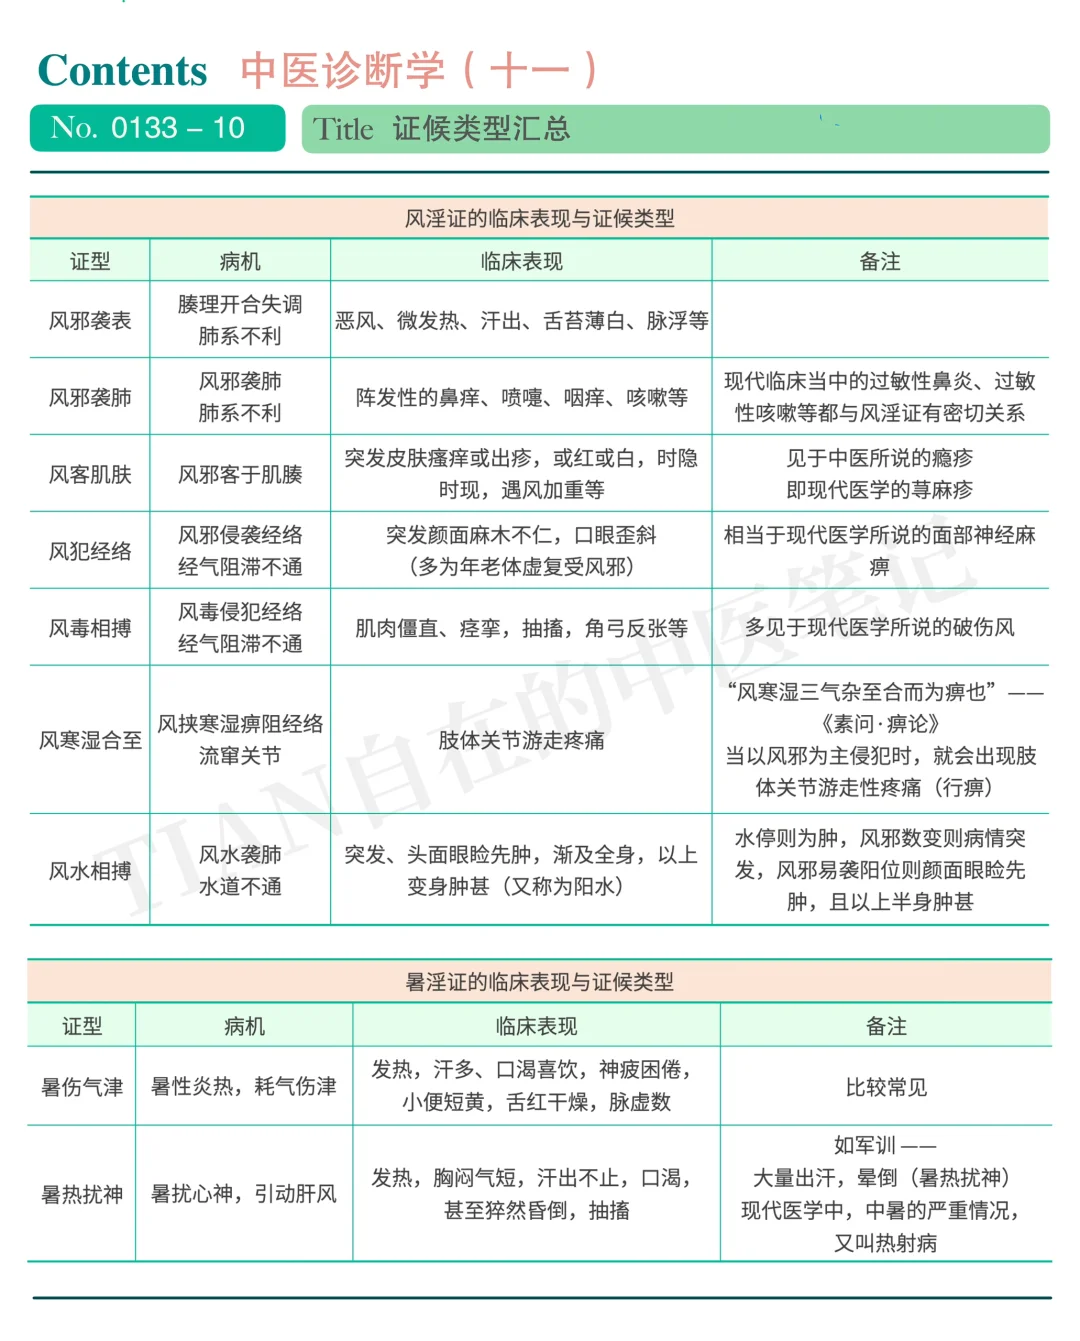 Contents 中医诊断学（十一）
No. 0133 – 10
Title 证候类型汇总
风淫证的临床表现与证候类型
证型 病机 临床表现 备注
风邪袭表
腠理开合失调
肺系不利
恶风、微发热、汗出、舌苔薄白、脉浮等
风邪袭肺
风邪袭肺
肺系不利
阵发性的鼻痒、喷嚏、咽痒、咳嗽等
现代临床当中的过敏性鼻炎、过敏
性咳嗽等都与风淫证有密切关系
风客肌肤
风邪客于肌腠
突发皮肤瘙痒或出疹，或红或白，时隐
时现，遇风加重等
见于中医所说的瘾疹
即现代医学的荨麻疹
风犯经络
风邪侵袭经络
经气阻滞不通
突发颜面麻木不仁，口眼歪斜
（多为年老体虚复受风邪）
相当于现代医学所说的面部神经麻
痹
风毒相搏
风毒侵犯经络
经气阻滞不通
肌肉僵直、痉挛，抽搐，角弓反张等
多见于现代医学所说的破伤风
风寒湿合至
风挟寒湿痹阻经络
流窜关节
肢体关节游走疼痛
“风寒湿三气杂至合而为痹也” ——
《素问·痹论》
当以风邪为主侵犯时，就会出现肢
体关节游走性疼痛（行痹）
风水相搏
风水袭肺
水道不通
突发、头面眼睑先肿，渐及全身，以上
变身肿甚（又称为阳水）
水停则为肿，风邪数变则病情突
发，风邪易袭阳位则颜面眼睑先
肿，且以上半身肿甚
TIAN自在的中医笔记
暑淫证的临床表现与证候类型
证型 病机 临床表现 备注
暑伤气津
暑性炎热，耗气伤津
发热，汗多、口渴喜饮，神疲困倦，
小便短黄，舌红干燥，脉虚数
比较常见
暑热扰神
暑扰心神，引动肝风
发热，胸闷气短，汗出不止，口渴，
甚至猝然昏倒，抽搐
如军训 ——
大量出汗，晕倒（暑热扰神）
现代医学中，中暑的严重情况，
又叫热射病